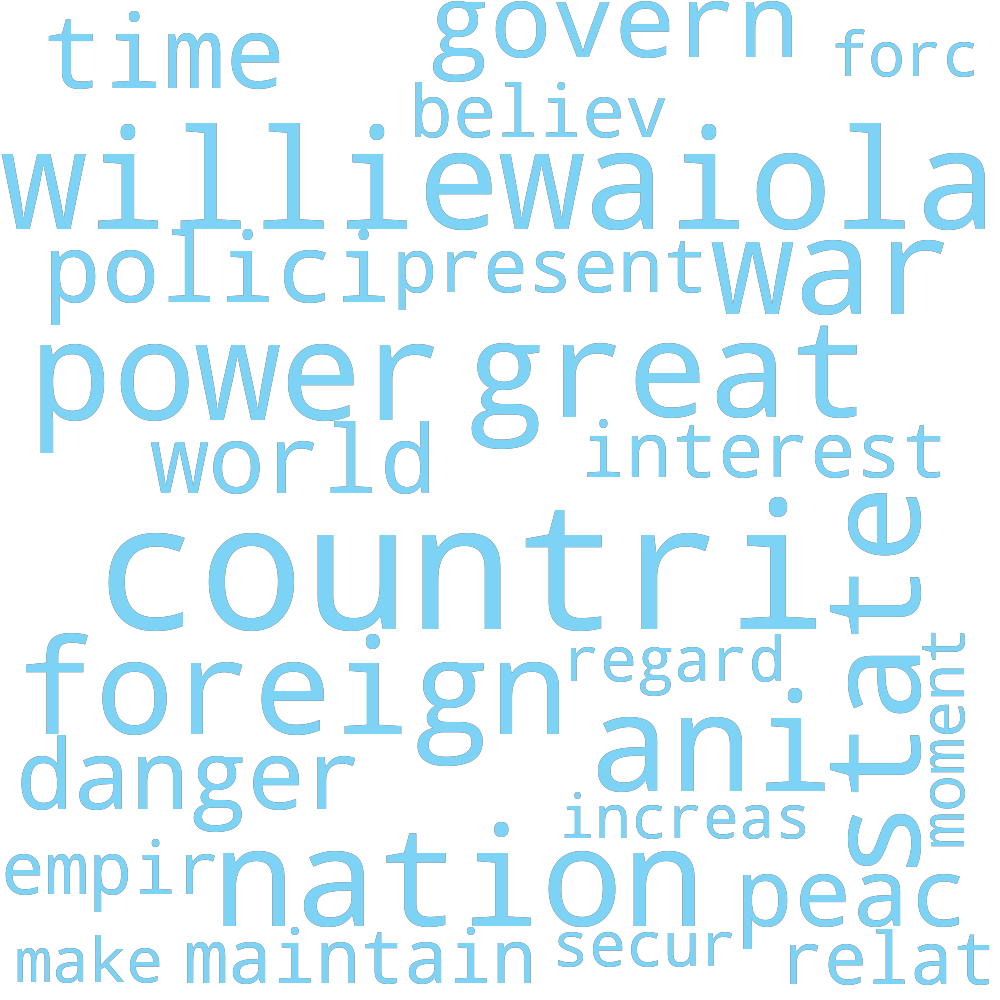 time govern forc
believ
williewaiola
polici present war
power great
world interest
countri
state
foreign regard
ani
moment
danger
increas
empir nation peac
make maintain secur relat